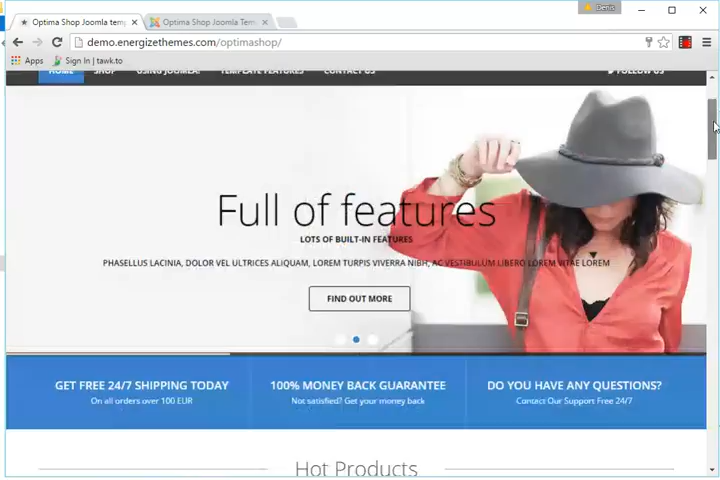 Denis
Optima Shop Joomla temp
Optima Shop Joomla Tem
demo.energizethemes.com/optimashop/
Apps
Sign In | tawk.to
HOME
SHOP
USING JOOMLA!
TEMPLATE FEATURES
CONTACT US
FOLLOW US
Full of features
LOTS OF BUILT-IN FEATURES
PHASELLUS LACINIA, DOLOR VEL ULTRICES ALIQUAM, LOREM TURPIS VIVERRA NIBH, AC VESTIBULUM LIBERO LOREM VITAE LOREM
FIND OUT MORE
GET FREE 24/7 SHIPPING TODAY
On all orders over 100 EUR
100% MONEY BACK GUARANTEE
Not satisfied? Get your money back
DO YOU HAVE ANY QUESTIONS?
Contact Our Support Free 24/7
Hot Products